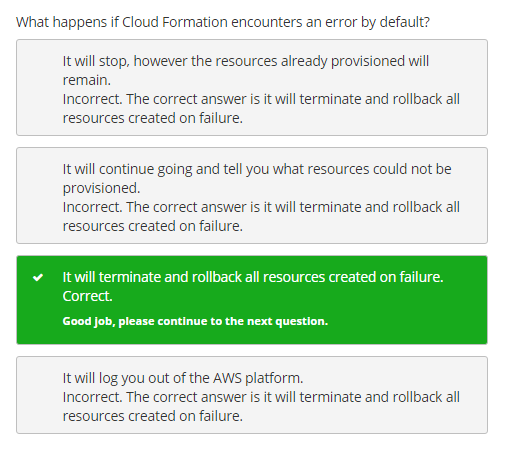 What happens if Cloud Formation encounters an error by default?
It will stop, however the resources already provisioned will
remain.
Incorrect. The correct answer is it will terminate and rollback all
resources created on failure.
It will continue going and tell you what resources could not be
provisioned.
Incorrect. The correct answer is it will terminate and rollback all
resources created on failure.
It will terminate and rollback all resources created on failure.
Correct.
Good job, please continue to the next question.
It will log you out of the AWS platform.
Incorrect. The correct answer is it will terminate and rollback all
resources created on failure.